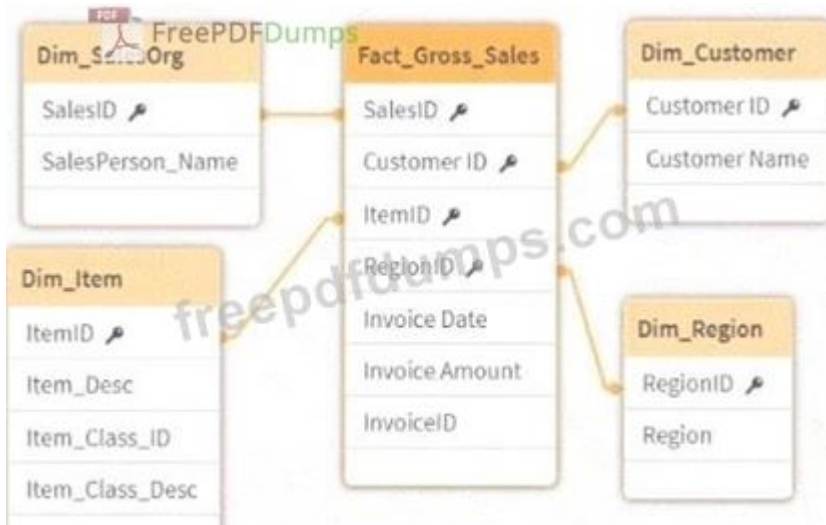 PDF
FreePDFDumps
Dim_SalesOrg
SalesID
SalesPerson_Name
Fact_Gross_Sales
SalesID
Customer ID
ItemID
RegionID
Invoice Date
Invoice Amount
InvoiceID
Dim_Customer
Customer ID
Customer Name
Dim_Item
ItemID
Item_Desc
Item_Class_ID
Item_Class_Desc
Dim_Region
RegionID
Region
freepdfdumps.com